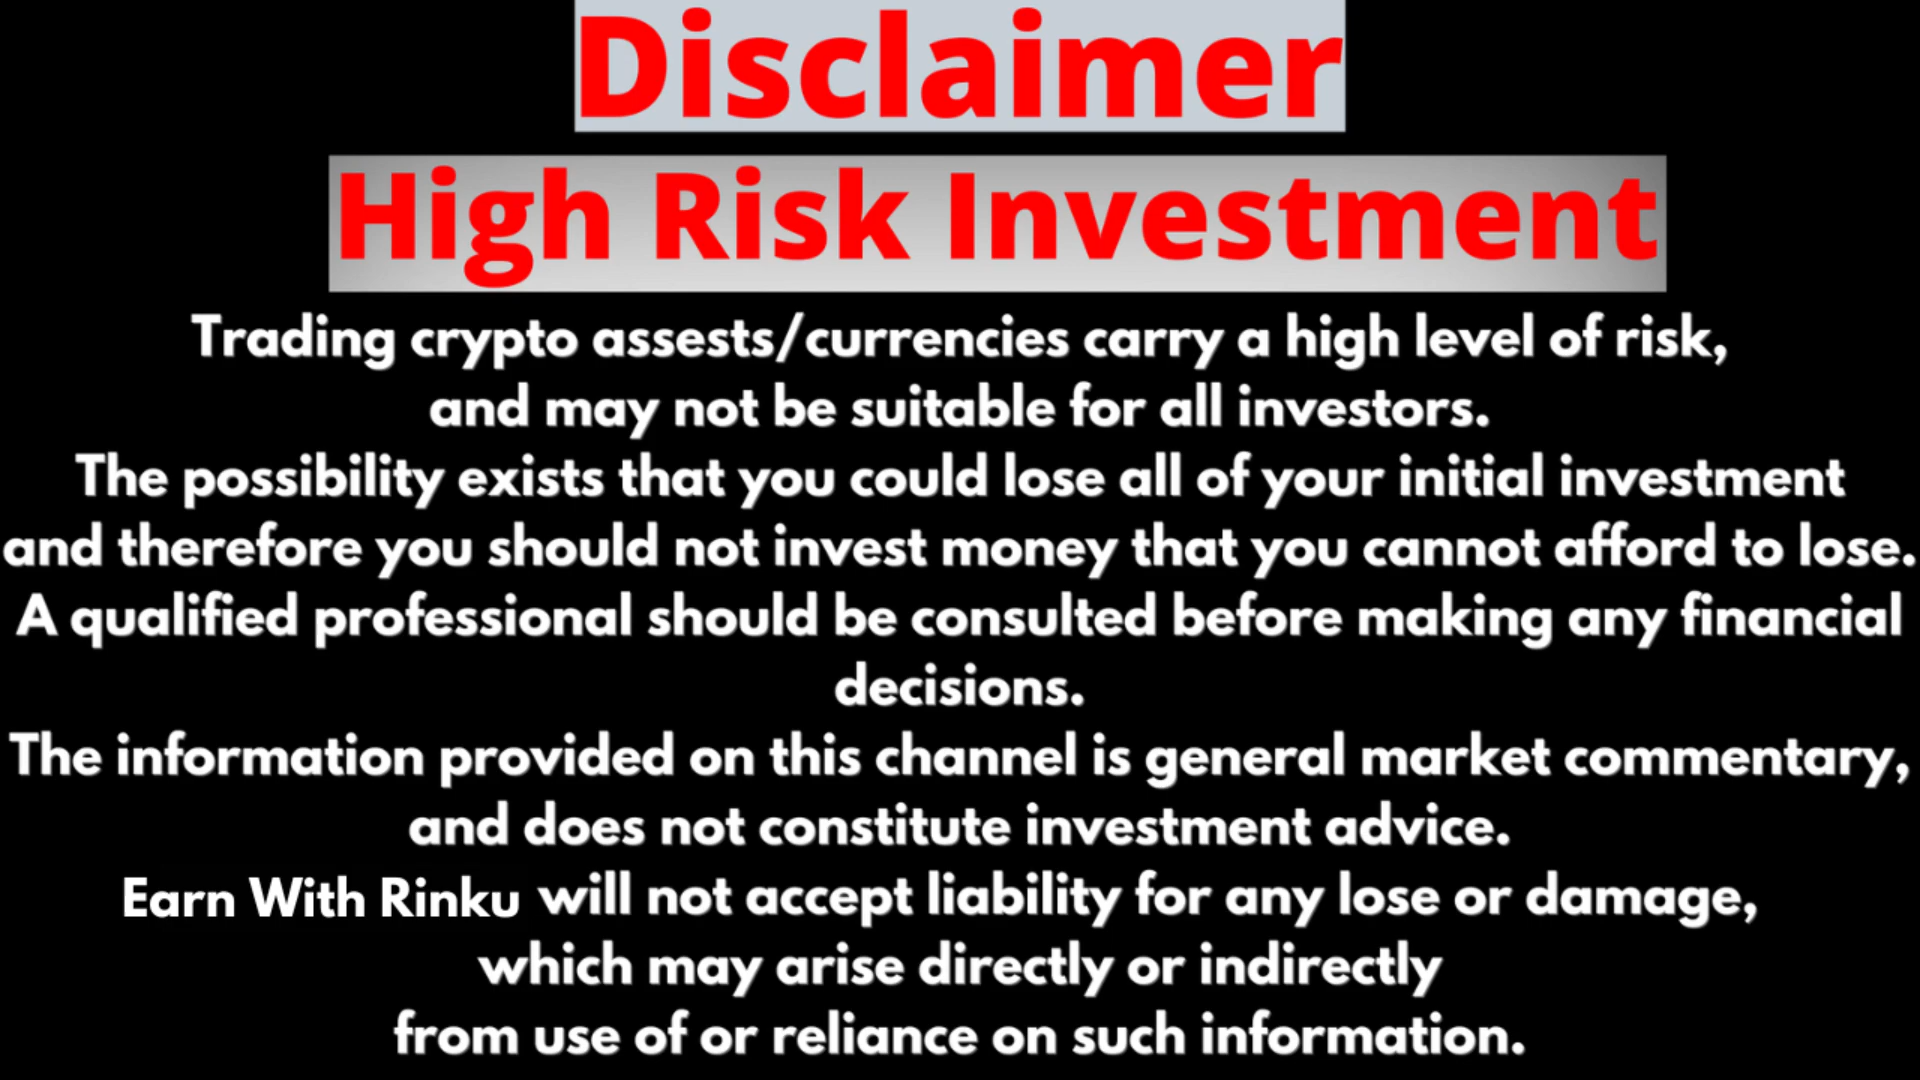 Disclaimer
High Risk Investment
Trading crypto assests/currencies carry a high level of risk,
and may not be suitable for all investors.
The possibility exists that you could lose all of your initial investment
and therefore you should not invest money that you cannot afford to lose.
A qualified professional should be consulted before making any financial
decisions.
The information provided on this channel is general market commentary,
and does not constitute investment advice.
Earn With Rinku will not accept liability for any lose or damage,
which may arise directly or indirectly
from use of or reliance on such information.